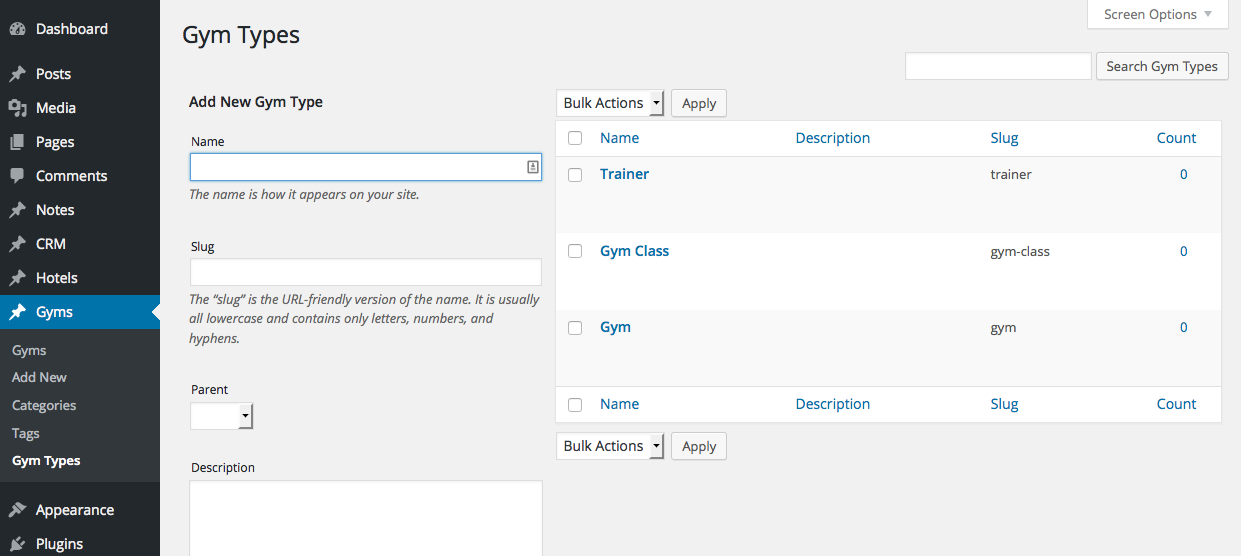 Dashboard
Posts
Media
Pages
Comments
Notes
CRM
Hotels
Gyms
Gyms
Add New
Categories
Tags
Gym Types
Appearance
Plugins
Screen Options
Gym Types
Search Gym Types
Add New Gym Type
Name
The name is how it appears on your site.
Slug
The “slug” is the URL-friendly version of the name. It is usually
all lowercase and contains only letters, numbers, and
hyphens.
Parent
Description
Bulk Actions Apply
Name Description Slug Count
Trainer trainer 0
Gym Class gym-class 0
Gym gym 0
Name Description Slug Count
Bulk Actions Apply